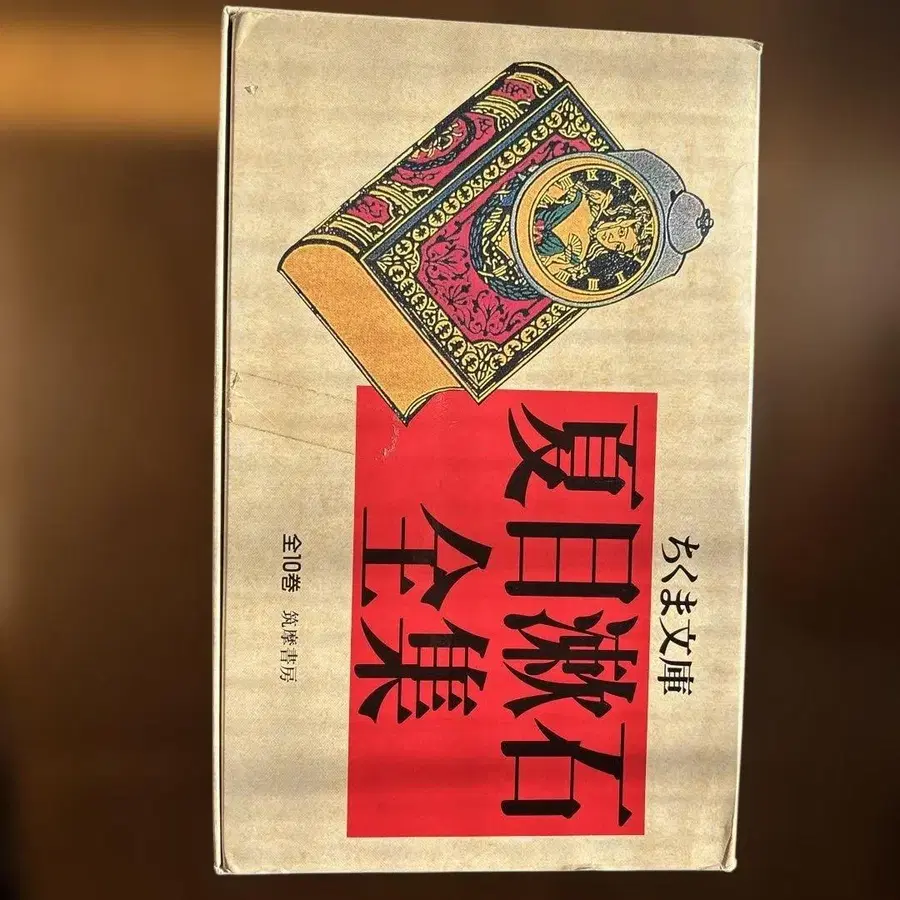 ちくま文庫
夏目漱石
全集
全10巻 筑摩書房